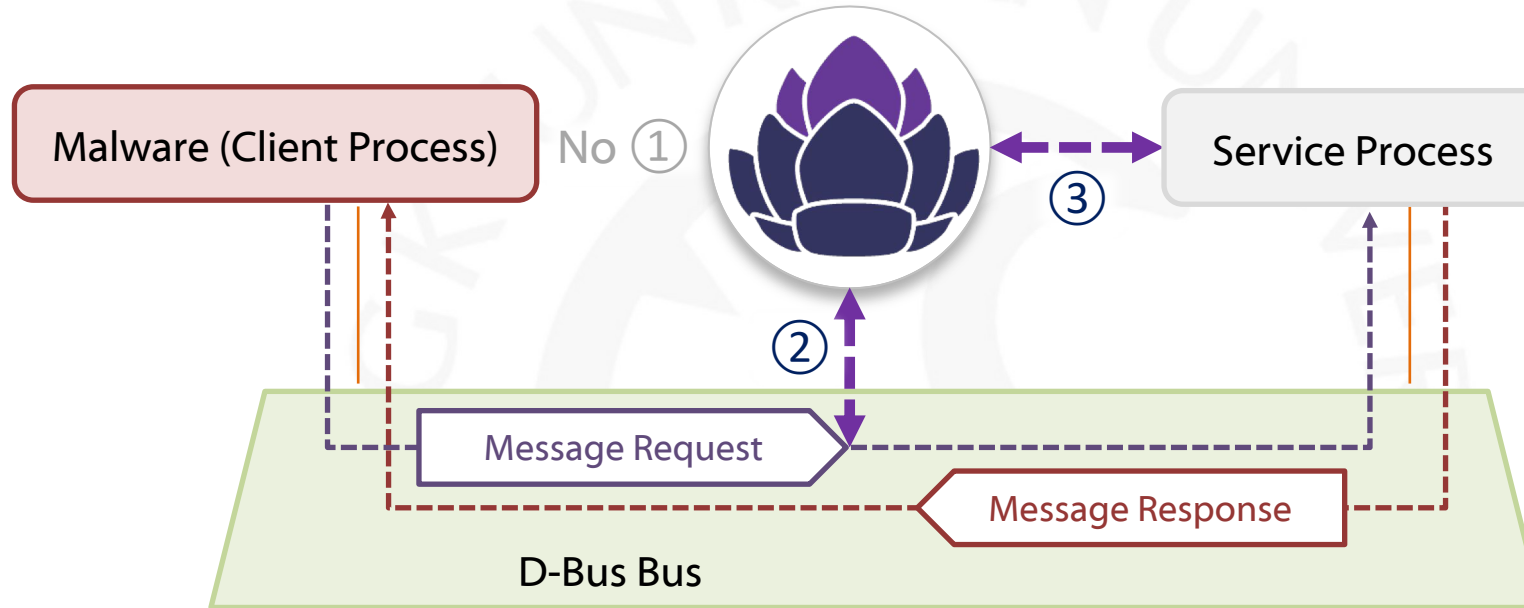 Malware (Client Process)
No ①
Service Process
③
②
Message Request
Message Response
D-Bus Bus